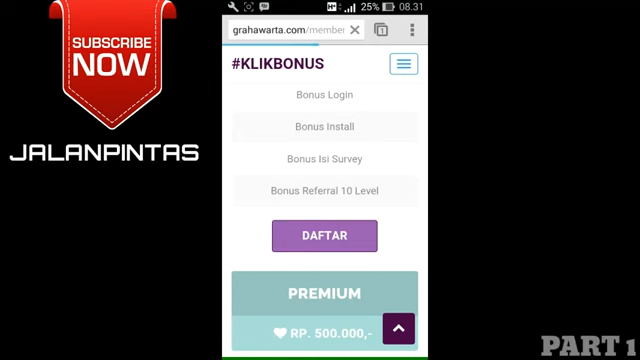 SUBSCRIBE
NOW
JALANPINTAS
25% 08.31
grahawarta.com/member
1
#KLIKBONUS
Bonus Login
Bonus Install
Bonus Isi Survey
Bonus Referral 10 Level
DAFTAR
PREMIUM
RP. 500.000,-
PART 1